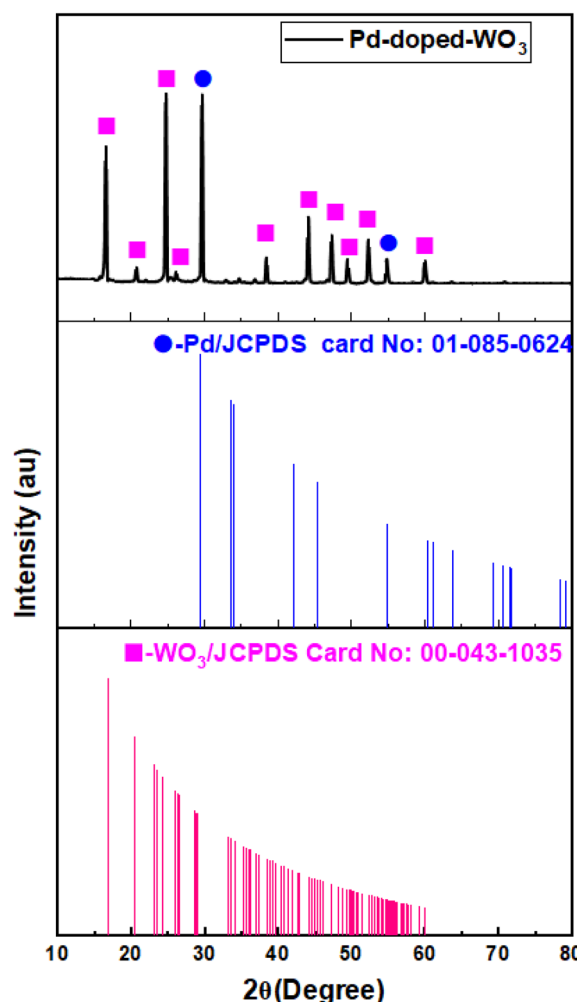 Pd-doped-WO₃
●-Pd/JCPDS card No: 01-085-0624
■-WO₃/JCPDS Card No: 00-043-1035
Intensity (au)
10 20 30 40 50 60 70 80
2θ(Degree)